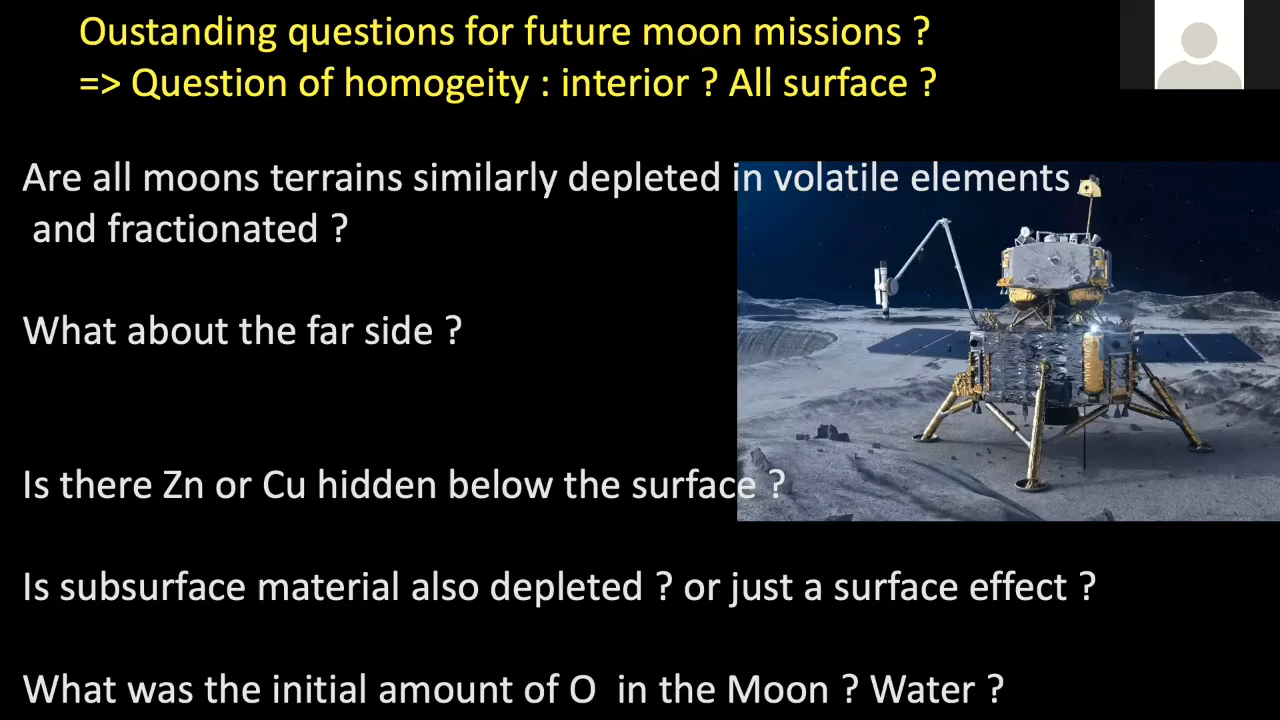 Oustanding questions for future moon missions ?
=> Question of homogeity : interior ? All surface ?
Are all moons terrains similarly depleted in volatile elements
and fractionated ?
What about the far side ?
Is there Zn or Cu hidden below the surface ?
Is subsurface material also depleted ? or just a surface effect ?
What was the initial amount of O in the Moon ? Water ?